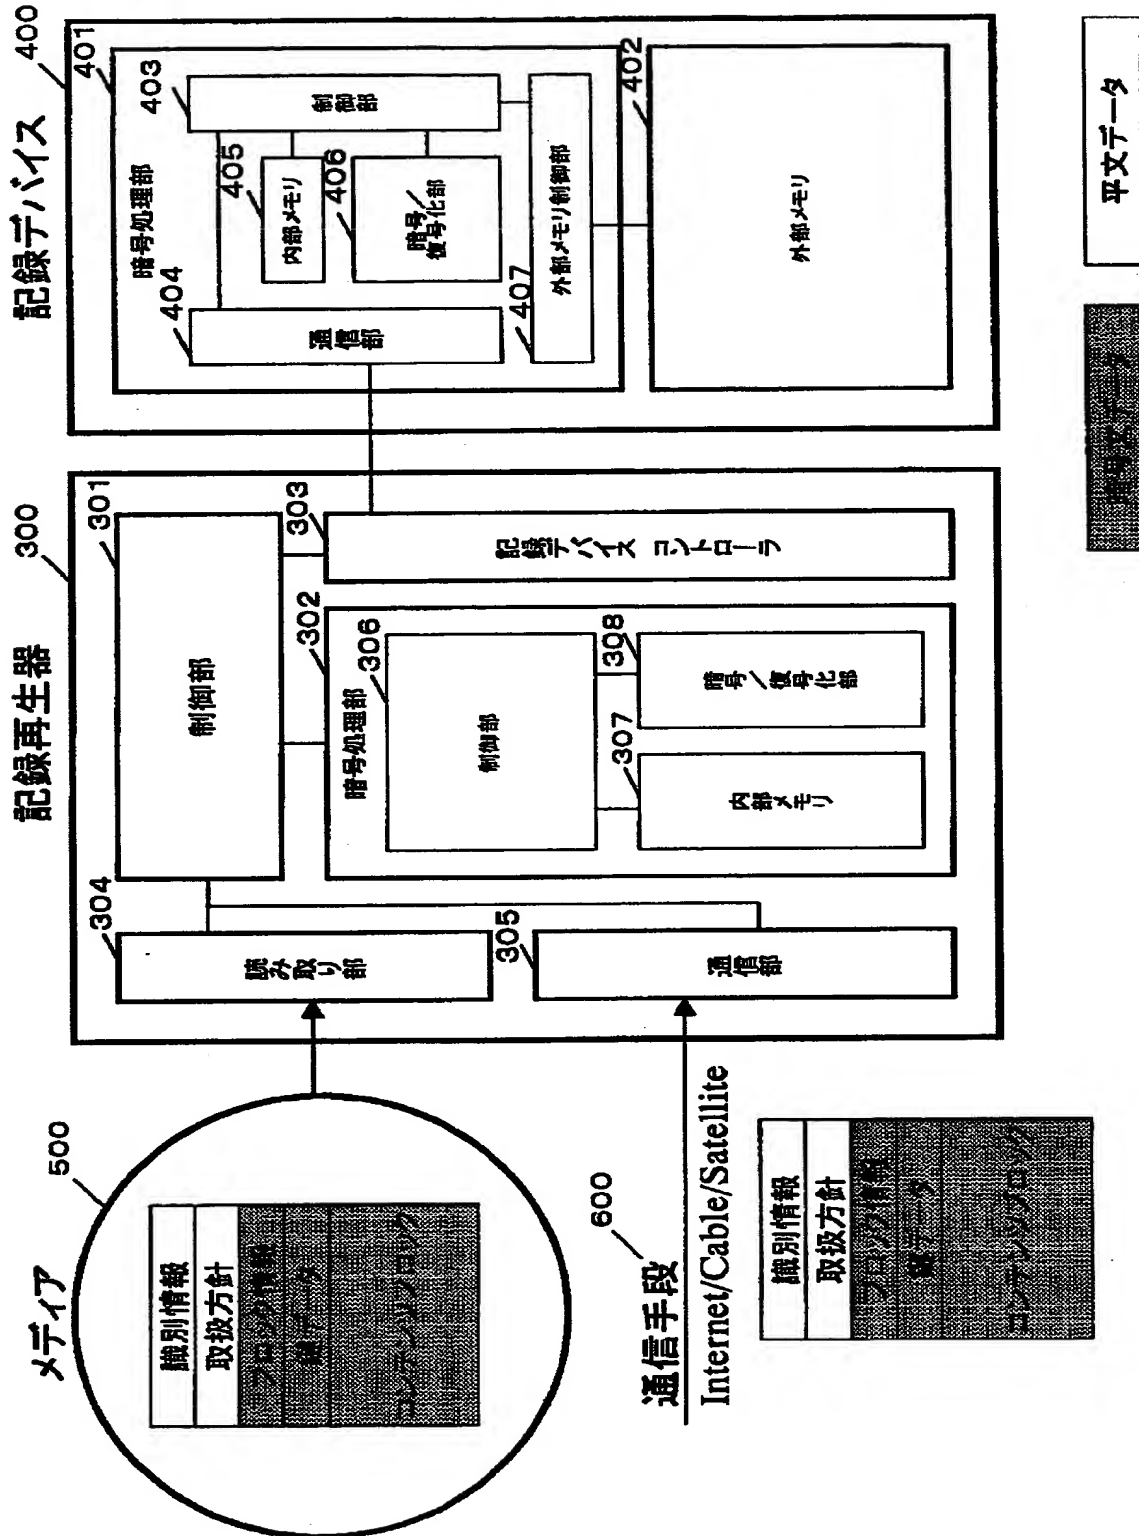 メディア
500
識別情報
取扱方針
ブロック情報
鍵データ
コンテンツブロック
600
通信手段
Internet/Cable/Satellite
識別情報
取扱方針
ブロック情報
鍵データ
コンテンツブロック
記録再生器
300
301
制御部
302
暗号処理部
303
記録デバイス コントローラ
304
読み取り部
305
通信部
306
制御部
307
内部メモリ
308
暗号/復号化部
記録デバイス
400
401
暗号処理部
403
制御部
404
通信部
405
内部メモリ
406
暗号/
復号化部
407
外部メモリ制御部
402
外部メモリ
暗号文データ
平文データ